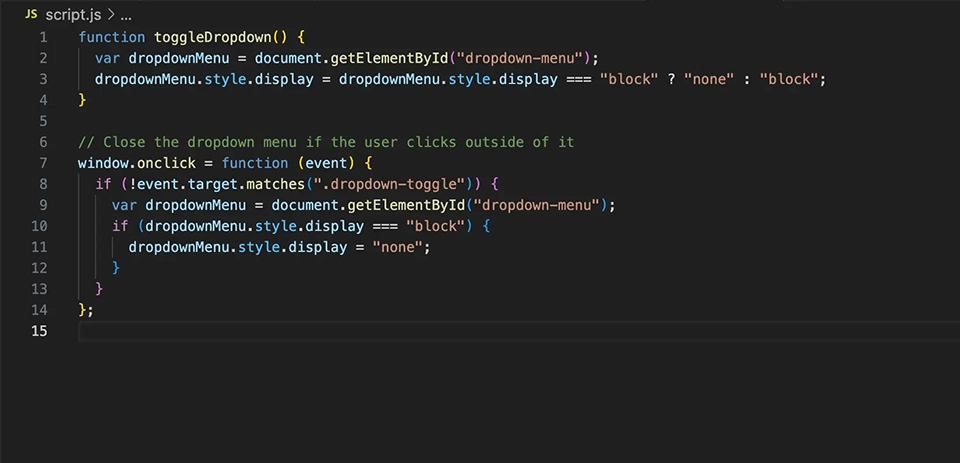 JS script.js > ...
1 function toggleDropdown() {
2   var dropdownMenu = document.getElementById("dropdown-menu");
3   dropdownMenu.style.display = dropdownMenu.style.display === "block" ? "none" : "block";
4 }
5
6 // Close the dropdown menu if the user clicks outside of it
7 window.onclick = function (event) {
8   if (!event.target.matches(".dropdown-toggle")) {
9     var dropdownMenu = document.getElementById("dropdown-menu");
10     if (dropdownMenu.style.display === "block") {
11       dropdownMenu.style.display = "none";
12     }
13   }
14 };
15